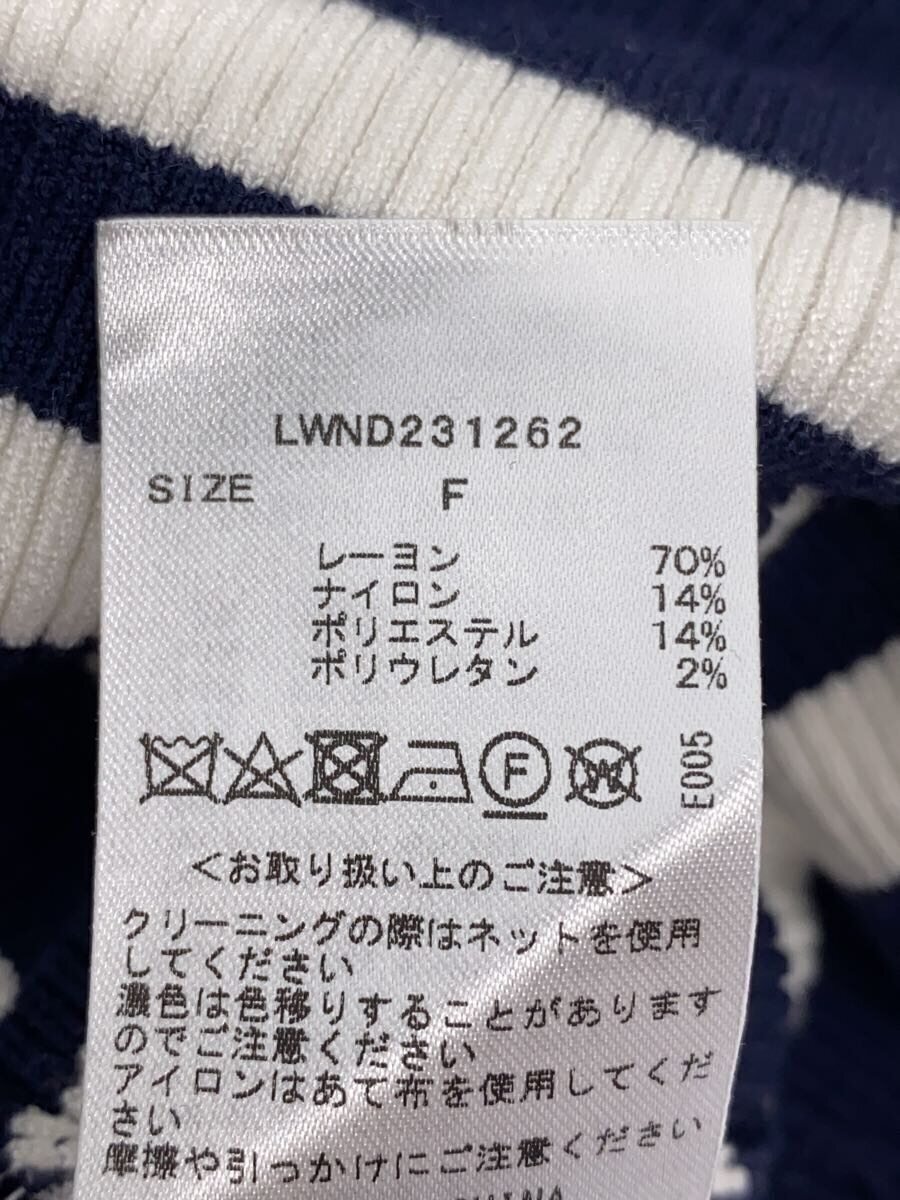 LWND231262
SIZE F
レーヨン 70%
ナイロン 14%
ポリエステル 14%
ポリウレタン 2%
F W E005
<お取り扱い上のご注意>
クリーニングの際はネットを使用
してください
濃色は色移りすることがあります
のでご注意ください
アイロンはあて布を使用してくだ
さい
摩擦や引っかけにご注意ください